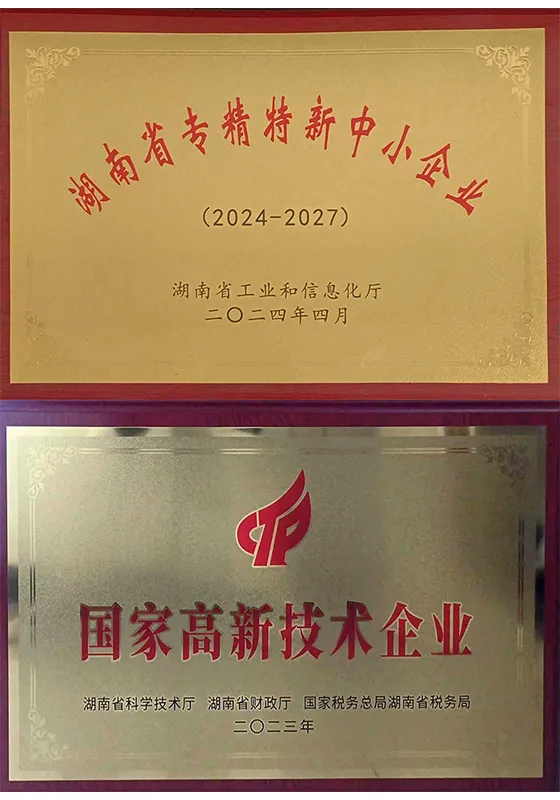 湖南省专精特新中小企业
(2024-2027)
湖南省工业和信息化厅
二〇二四年四月
国家高新技术企业
湖南省科学技术厅 湖南省财政厅 国家税务总局湖南省税务局
二〇二三年